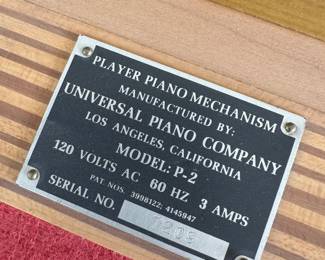 PLAYER PIANO MECHANISM
MANUFACTURED BY:
UNIVERSAL PIANO COMPANY
LOS ANGELES, CALIFORNIA
MODEL: P-2
120 VOLTS AC 60 HZ 3 AMPS
PAT NOS. 3998122; 4145947
SERIAL NO.